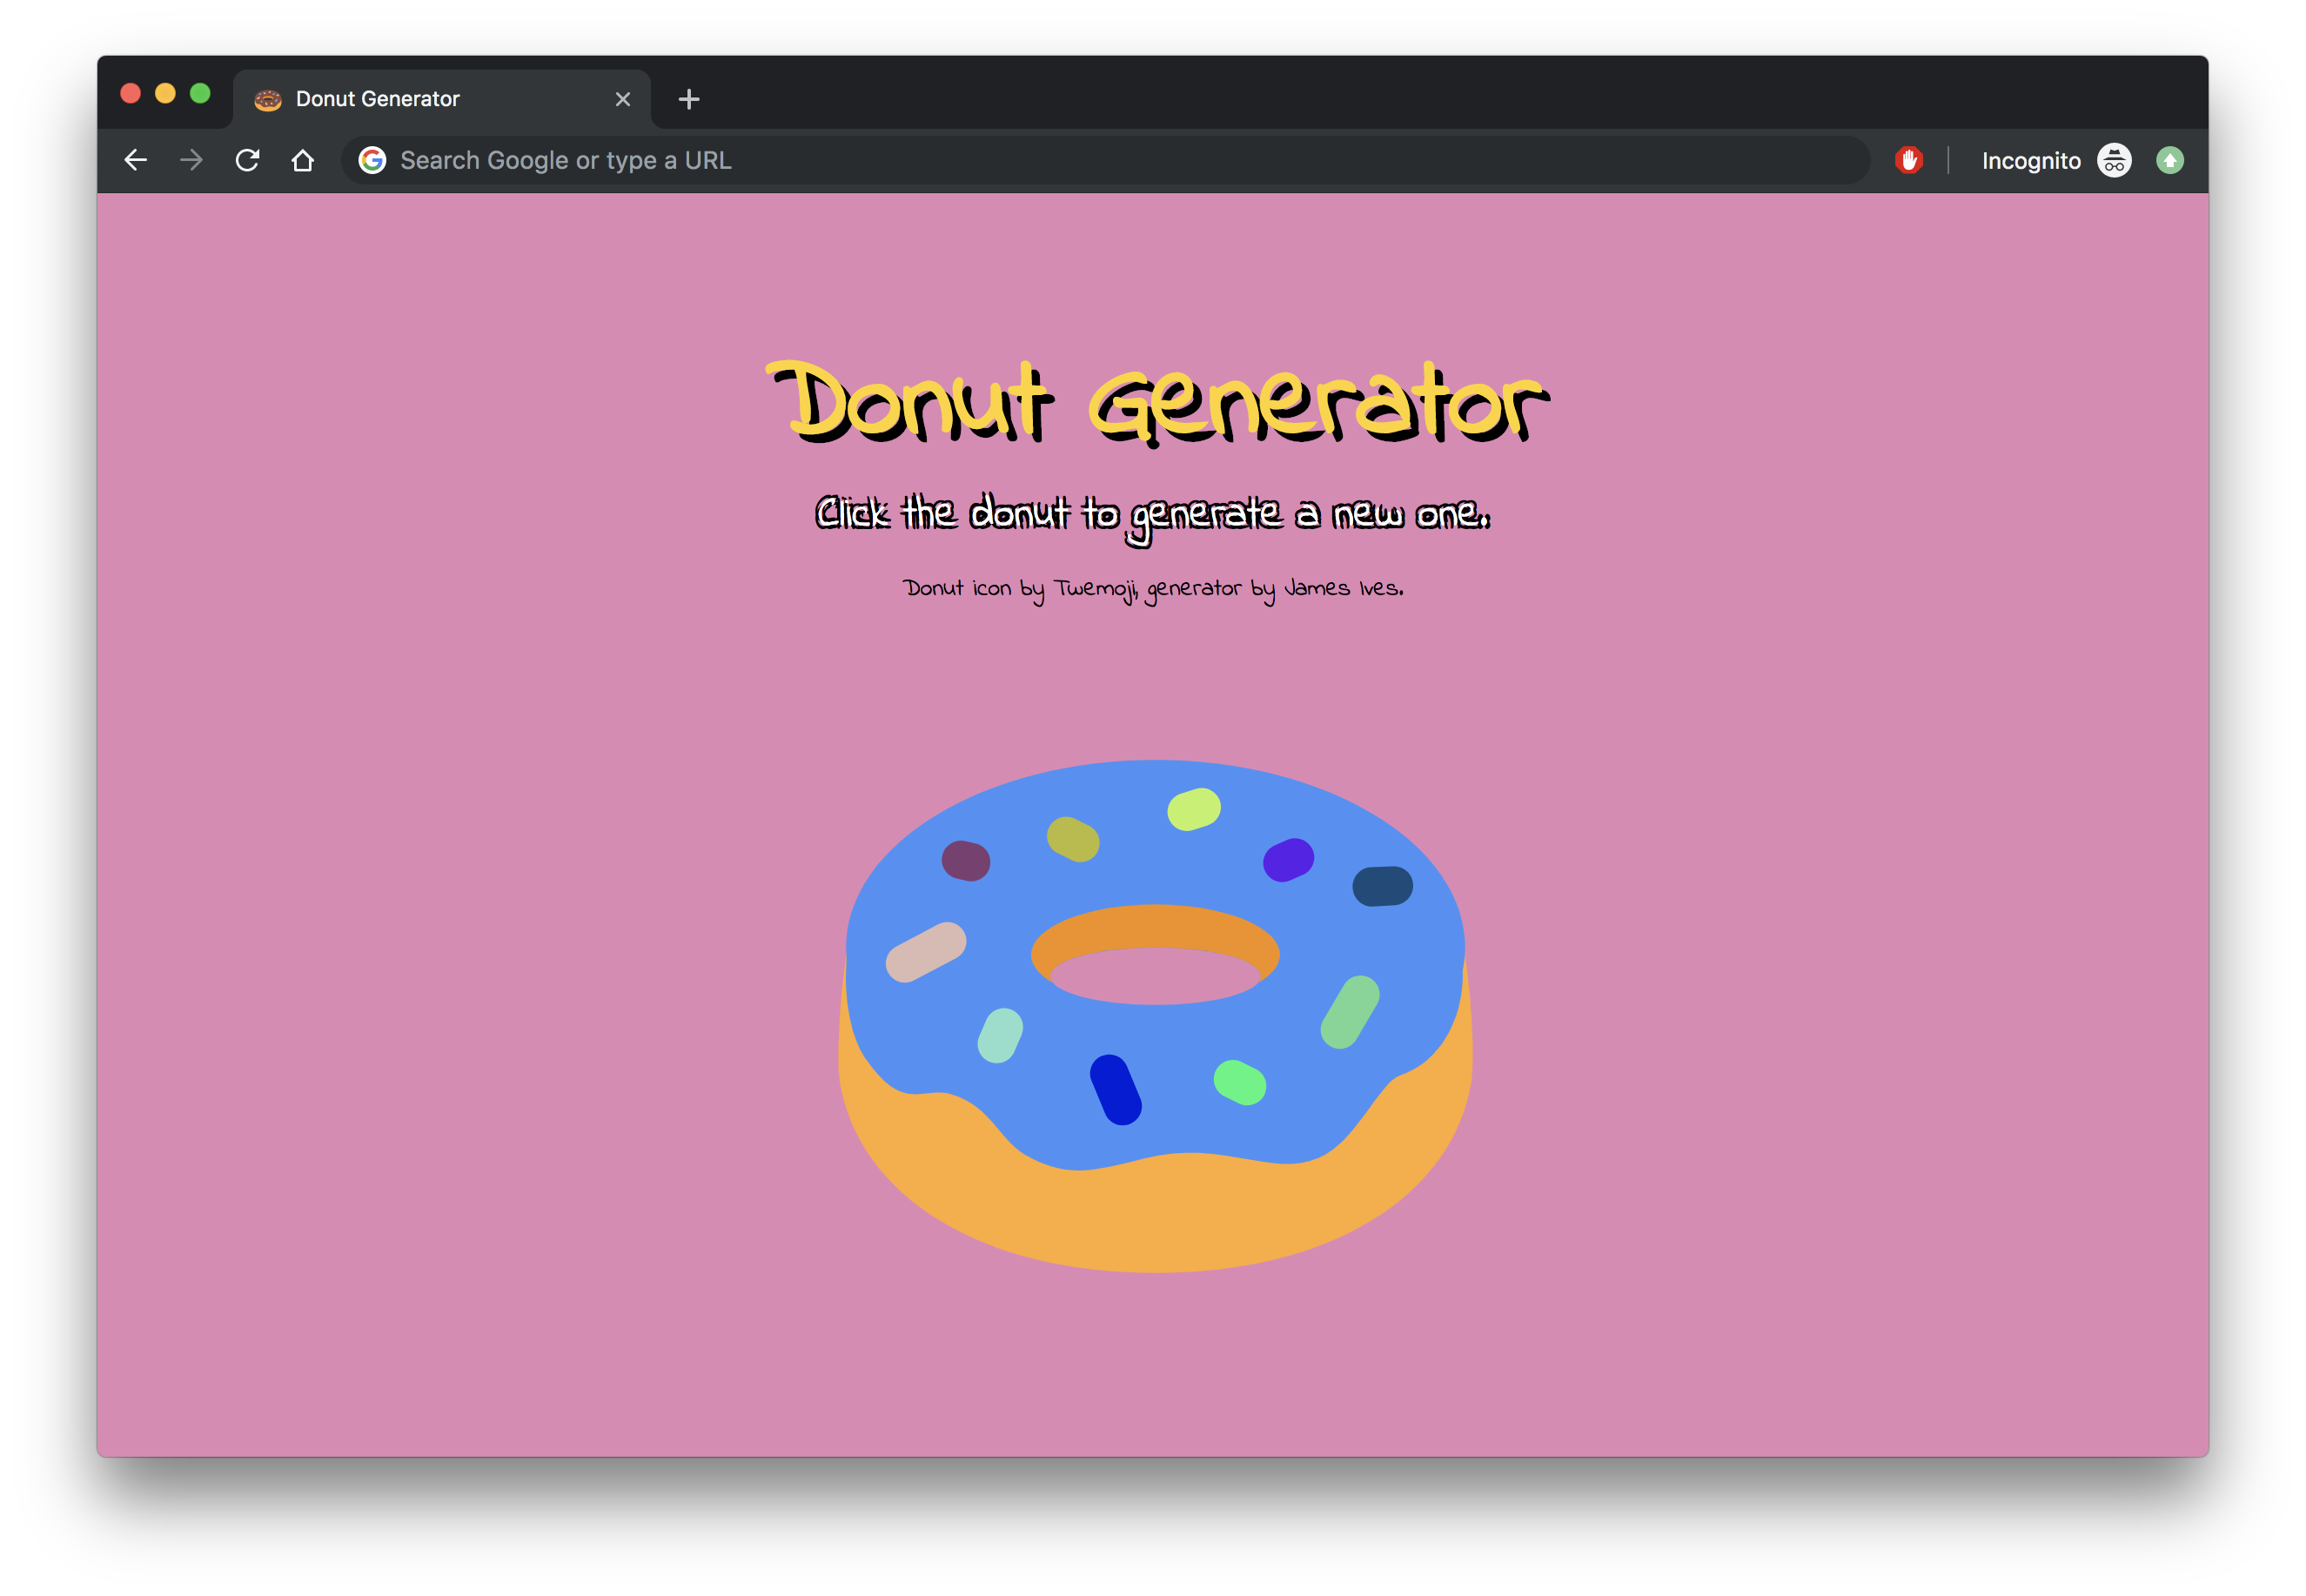 Donut Generator
Search Google or type a URL
Incognito
Donut Generator
Click the donut to generate a new one..
Donut icon by Twemoji, generator by James Ives.